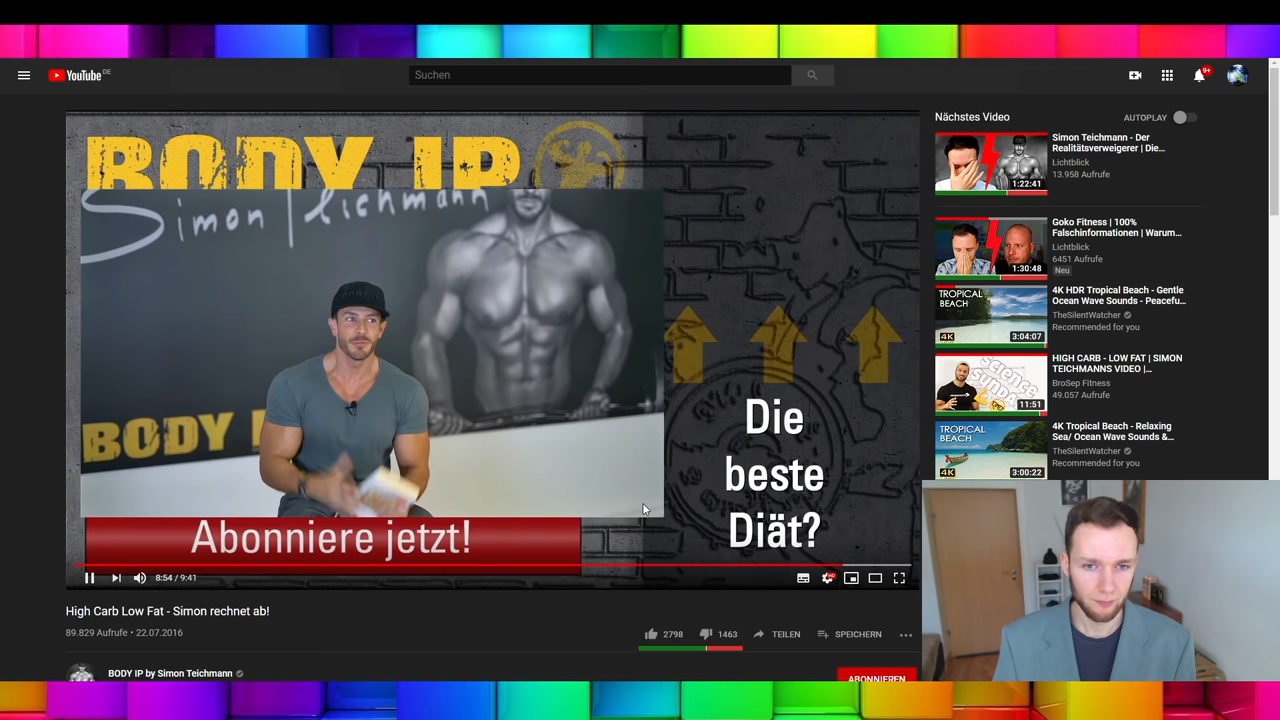 YouTube DE
Suchen
9+
BODY IP
Simon Teichmann
BODY
Die
beste
Diät?
Abonniere jetzt!
8:54 / 9:41
HD
High Carb Low Fat - Simon rechnet ab!
89.829 Aufrufe • 22.07.2016
2798
1463
TEILEN
SPEICHERN
BODY IP by Simon Teichmann
ABONNIEREN
Nächstes Video
AUTOPLAY
1:22:41
Simon Teichmann - Der
Realitätsverweigerer | Die...
Lichtblick
13.958 Aufrufe
1:30:48
Goko Fitness | 100%
Falschinformationen | Warum...
Lichtblick
6451 Aufrufe
Neu
TROPICAL
BEACH
4K
3:04:07
4K HDR Tropical Beach - Gentle
Ocean Wave Sounds - Peacefu...
TheSilentWatcher
Recommended for you
SCIENCE
11:51
HIGH CARB - LOW FAT | SIMON
TEICHMANNS VIDEO |...
BroSep Fitness
49.057 Aufrufe
TROPICAL
BEACH
4K
3:00:22
4K Tropical Beach - Relaxing
Sea/ Ocean Wave Sounds &...
TheSilentWatcher
Recommended for you